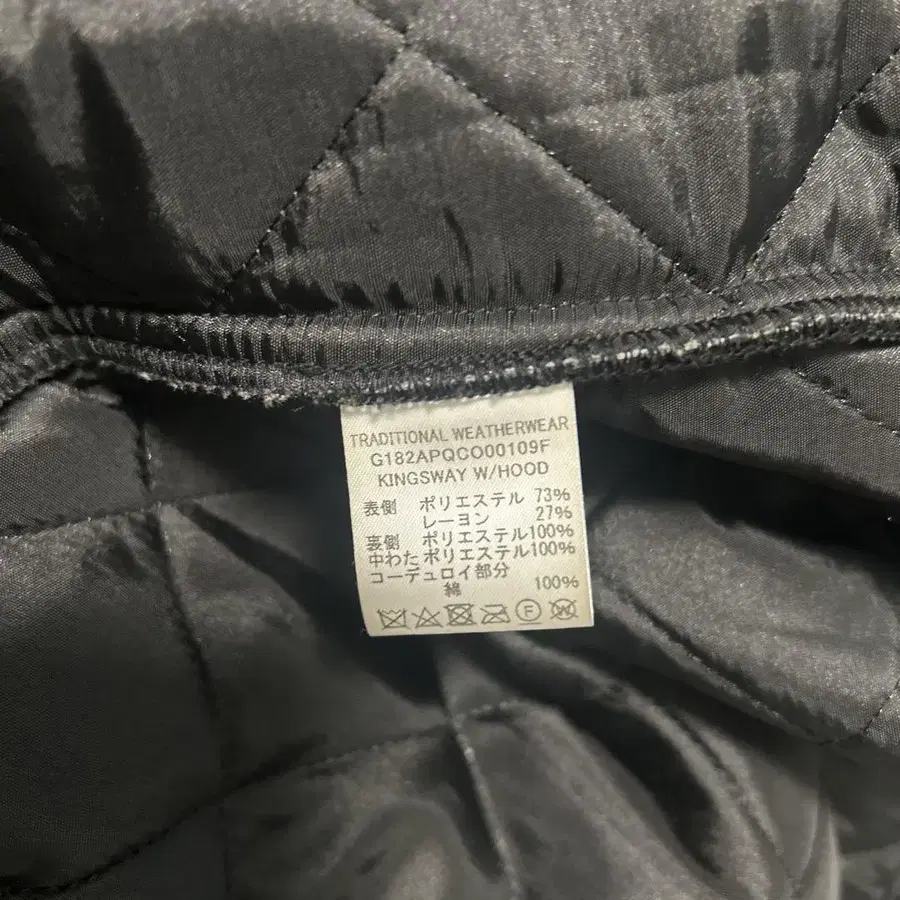 TRADITIONAL WEATHERWEAR
G182APQCO00109F
KINGSWAY W/HOOD
表側 ポリエステル 73%
レーヨン 27%
裏側 ポリエステル100%
中わた ポリエステル100%
コーデュロイ部分
綿 100%
F W